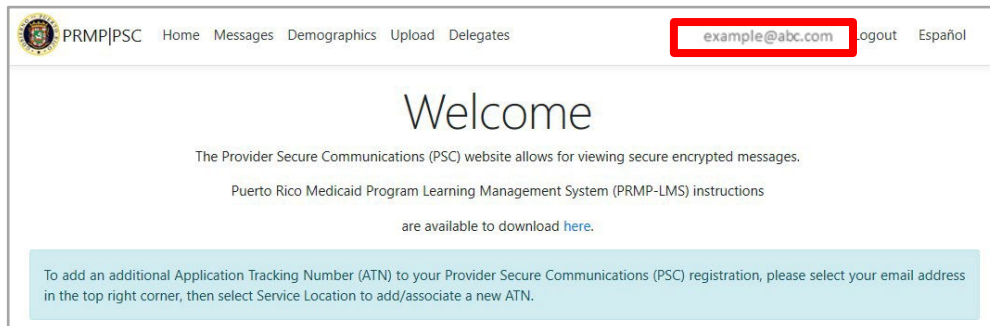 PRMP|PSC Home Messages Demographics Upload Delegates example@abc.com Logout Español
Welcome
The Provider Secure Communications (PSC) website allows for viewing secure encrypted messages.
Puerto Rico Medicaid Program Learning Management System (PRMP-LMS) instructions
are available to download here.
To add an additional Application Tracking Number (ATN) to your Provider Secure Communications (PSC) registration, please select your email address
in the top right corner, then select Service Location to add/associate a new ATN.